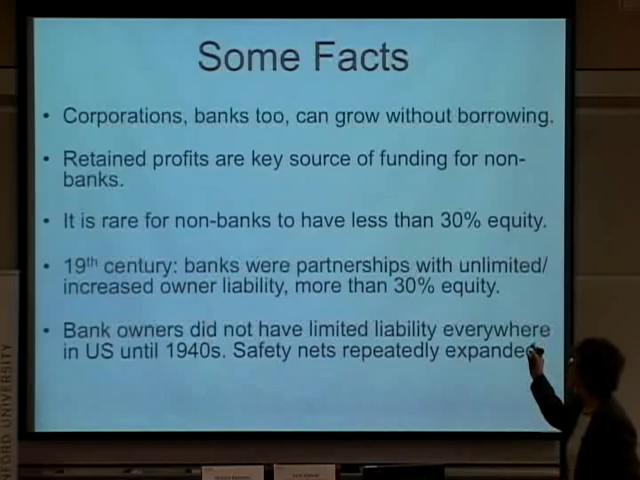 Some Facts
• Corporations, banks too, can grow without borrowing.
• Retained profits are key source of funding for non-
banks.
• It is rare for non-banks to have less than 30% equity.
• 19th century: banks were partnerships with unlimited/
increased owner liability, more than 30% equity.
• Bank owners did not have limited liability everywhere
in US until 1940s. Safety nets repeatedly expanded
UNIVERSITY